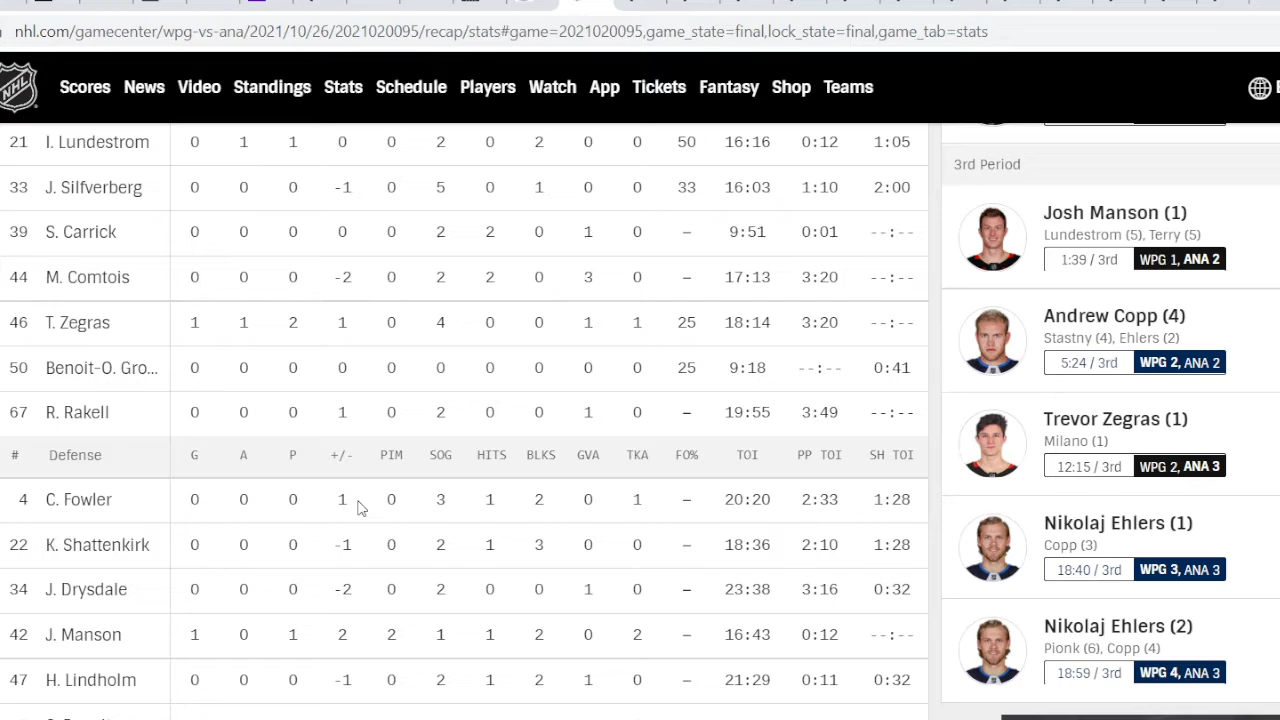 nhl.com/gamecenter/wpg-vs-ana/2021/10/26/2021020095/recap/stats#game=2021020095,game_state=final,lock_state=final,game_tab=stats
NHL Scores News Video Standings Stats Schedule Players Watch App Tickets Fantasy Shop Teams
21 I. Lundestrom 0 1 1 0 0 2 0 2 0 0 50 16:16 0:12 1:05
33 J. Silfverberg 0 0 0 -1 0 5 0 1 0 0 33 16:03 1:10 2:00
39 S. Carrick 0 0 0 0 0 2 2 0 1 0 – 9:51 0:01 --:--
44 M. Comtois 0 0 0 -2 0 2 2 0 3 0 – 17:13 3:20 --:--
46 T. Zegras 1 1 2 1 0 4 0 0 1 1 25 18:14 3:20 --:--
50 Benoit-O. Gro... 0 0 0 0 0 0 0 0 0 0 25 9:18 --:-- 0:41
67 R. Rakell 0 0 0 1 0 2 0 0 1 0 – 19:55 3:49 --:--
# Defense G A P +/- PIM SOG HITS BLKS GVA TKA FO% TOI PP TOI SH TOI
4 C. Fowler 0 0 0 1 0 3 1 2 0 1 – 20:20 2:33 1:28
22 K. Shattenkirk 0 0 0 -1 0 2 1 3 0 0 – 18:36 2:10 1:28
34 J. Drysdale 0 0 0 -2 0 2 0 0 1 0 – 23:38 3:16 0:32
42 J. Manson 1 0 1 2 2 1 1 2 0 2 – 16:43 0:12 --:--
47 H. Lindholm 0 0 0 -1 0 2 1 2 1 0 – 21:29 0:11 0:32
3rd Period
Josh Manson (1)
Lundestrom (5), Terry (5)
1:39 / 3rd WPG 1, ANA 2
Andrew Copp (4)
Stastny (4), Ehlers (2)
5:24 / 3rd WPG 2, ANA 2
Trevor Zegras (1)
Milano (1)
12:15 / 3rd WPG 2, ANA 3
Nikolaj Ehlers (1)
Copp (3)
18:40 / 3rd WPG 3, ANA 3
Nikolaj Ehlers (2)
Pionk (6), Copp (4)
18:59 / 3rd WPG 4, ANA 3